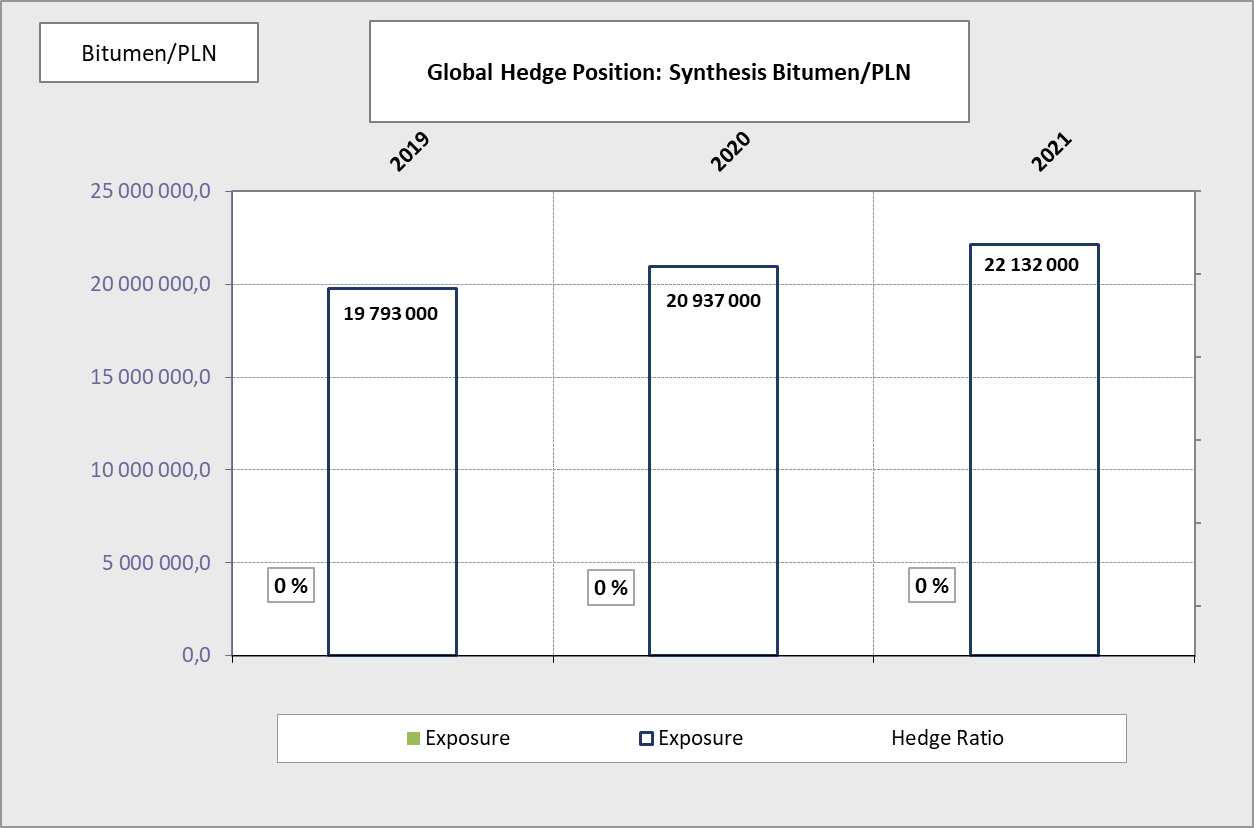 Bitumen/PLN
Global Hedge Position: Synthesis Bitumen/PLN
2019
2020
2021
25 000 000,0
20 000 000,0
15 000 000,0
10 000 000,0
5 000 000,0
0,0
19 793 000
20 937 000
22 132 000
0 %
0 %
0 %
Exposure
Exposure
Hedge Ratio